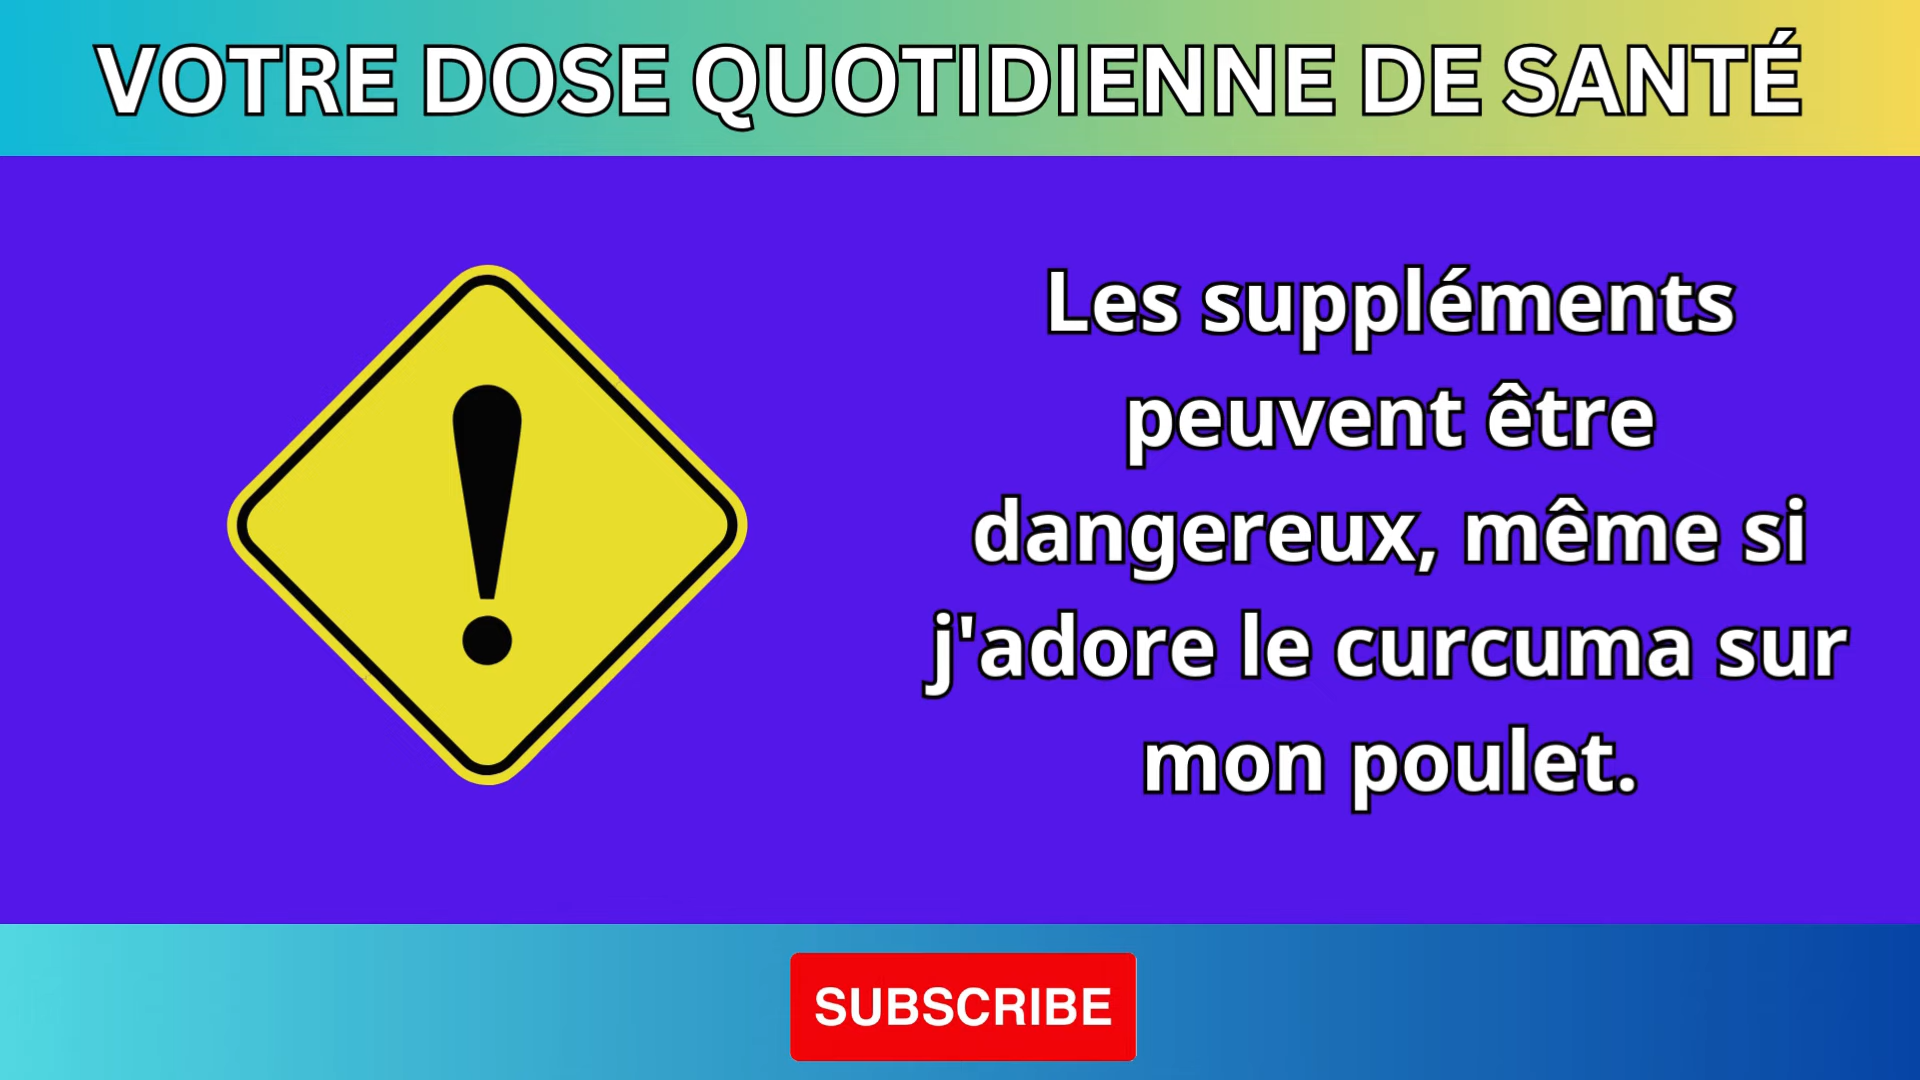 VOTRE DOSE QUOTIDIENNE DE SANTÉ
Les suppléments
peuvent être
dangereux, même si
j'adore le curcuma sur
mon poulet.
SUBSCRIBE